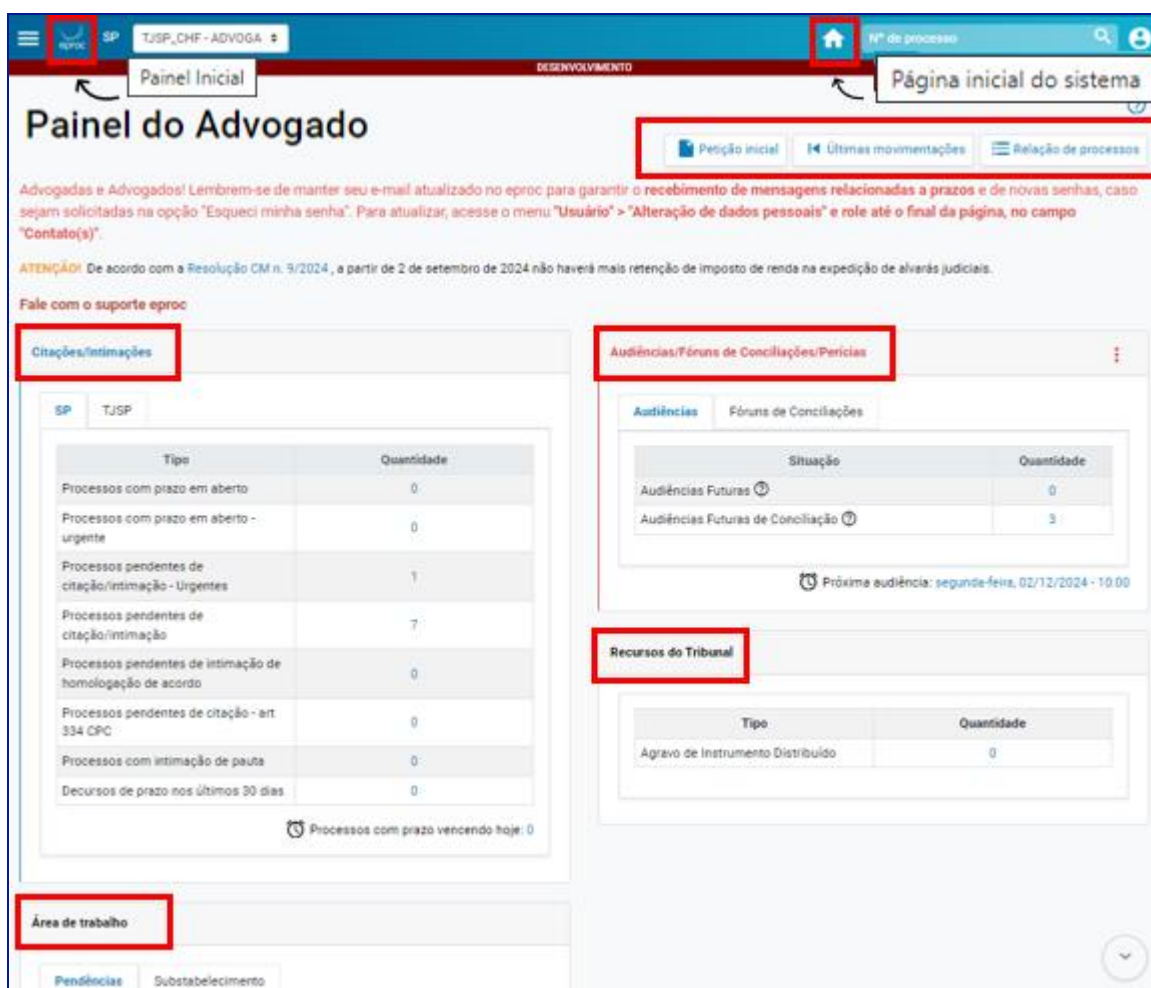 eproc
SP
TJSP_CHF - ADVOGA
Nº de processo
DESENVOLVIMENTO
Painel Inicial
Página inicial do sistema
Painel do Advogado
Petição inicial
Últimas movimentações
Relação de processos
Advogadas e Advogados! Lembrem-se de manter seu e-mail atualizado no eproc para garantir o recebimento de mensagens relacionadas a prazos e de novas senhas, caso
sejam solicitadas na opção "Esqueci minha senha". Para atualizar, acesse o menu "Usuário" > "Alteração de dados pessoais" e role até o final da página, no campo
"Contato(s)".
ATENÇÃO! De acordo com a Resolução CM n. 9/2024 , a partir de 2 de setembro de 2024 não haverá mais retenção de imposto de renda na expedição de alvarás judiciais.
Fale com o suporte eproc
Citações/Intimações
SP TJSP
Tipo Quantidade
Processos com prazo em aberto 0
Processos com prazo em aberto -
urgente 0
Processos pendentes de
citação/intimação - Urgentes 1
Processos pendentes de
citação/intimação 7
Processos pendentes de intimação de
homologação de acordo 0
Processos pendentes de citação - art
334 CPC 0
Processos com intimação de pauta 0
Decursos de prazo nos últimos 30 dias 0
Processos com prazo vencendo hoje: 0
Área de trabalho
Pendências Substabelecimento
Audiências/Fóruns de Conciliações/Perícias
Audiências Fóruns de Conciliações
Situação Quantidade
Audiências Futuras 0
Audiências Futuras de Conciliação 3
Próxima audiência: segunda-feira, 02/12/2024 - 10:00
Recursos do Tribunal
Tipo Quantidade
Agravo de Instrumento Distribuído 0